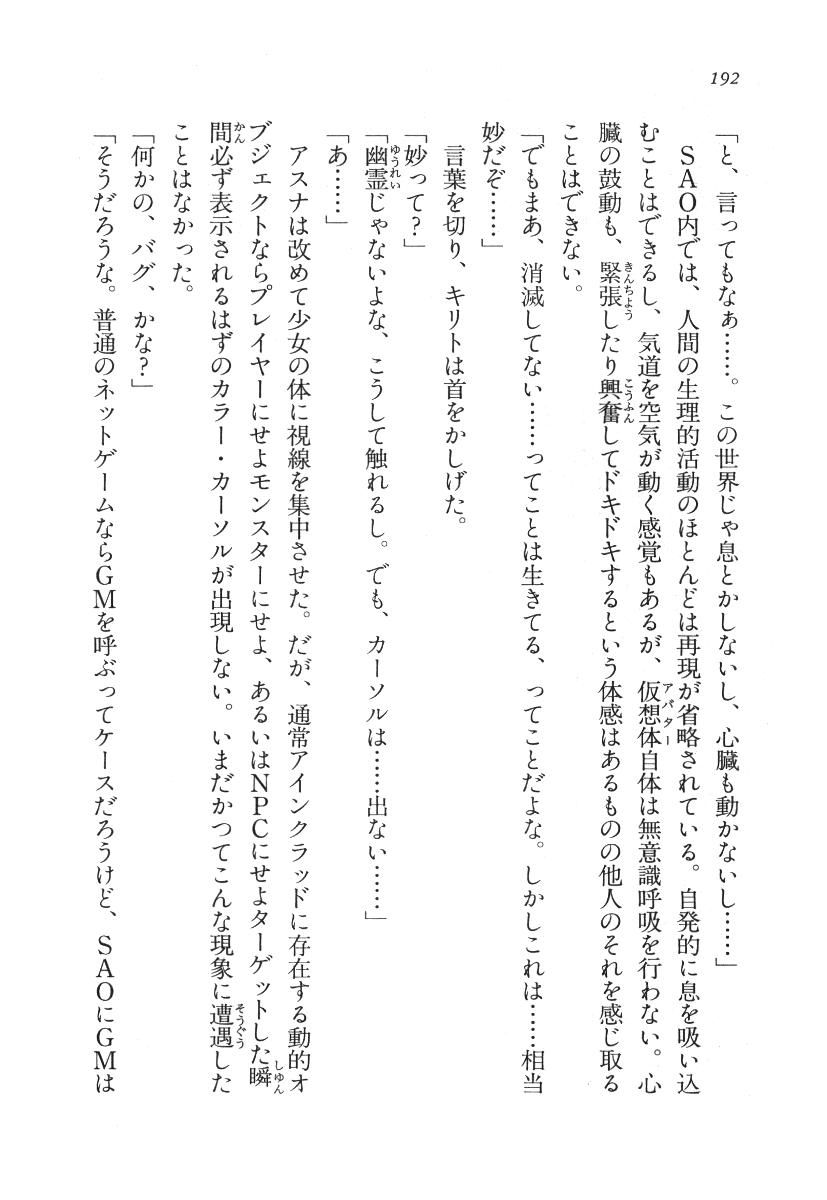 192
「と、言ってもなぁ……。この世界じゃ息とかしないし、心臓も動かないし……」
ＳＡＯ内では、人間の生理的活動のほとんどは再現が省略されている。自発的に息を吸い込
むことはできるし、気道を空気が動く感覚もあるが、仮想体自体は無意識呼吸を行わない。心
臓の鼓動も、緊張したり興奮してドキドキするという体感はあるものの他人のそれを感じ取る
ことはできない。
「でもまあ、消滅してない……ってことは生きてる、ってことだよな。しかしこれは……相当
妙だぞ……」
言葉を切り、キリトは首をかしげた。
「妙って？」
「幽霊じゃないよな、こうして触れるし。でも、カーソルは……出ない……」
「あ……」
アスナは改めて少女の体に視線を集中させた。だが、通常アインクラッドに存在する動的オ
ブジェクトならプレイヤーにせよモンスターにせよ、あるいはＮＰＣにせよターゲットした瞬
間必ず表示されるはずのカラー・カーソルが出現しない。いまだかつてこんな現象に遭遇した
ことはなかった。
「何かの、バグ、かな？」
「そうだろうな。普通のネットゲームならＧＭを呼ぶってケースだろうけど、ＳＡＯにＧＭは